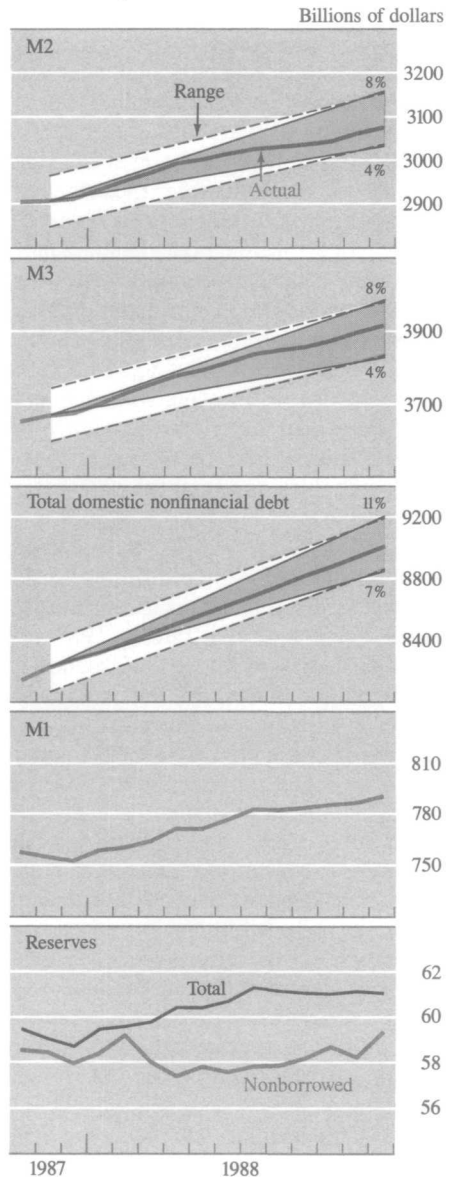 Billions of dollars
M2
8%
3200
Range
3100
3000
Actual
4%
2900
M3
8%
3900
4%
3700
Total domestic nonfinancial debt
11%
9200
8800
7%
8400
M1
810
780
750
Reserves
62
Total
60
58
Nonborrowed
56
1987
1988